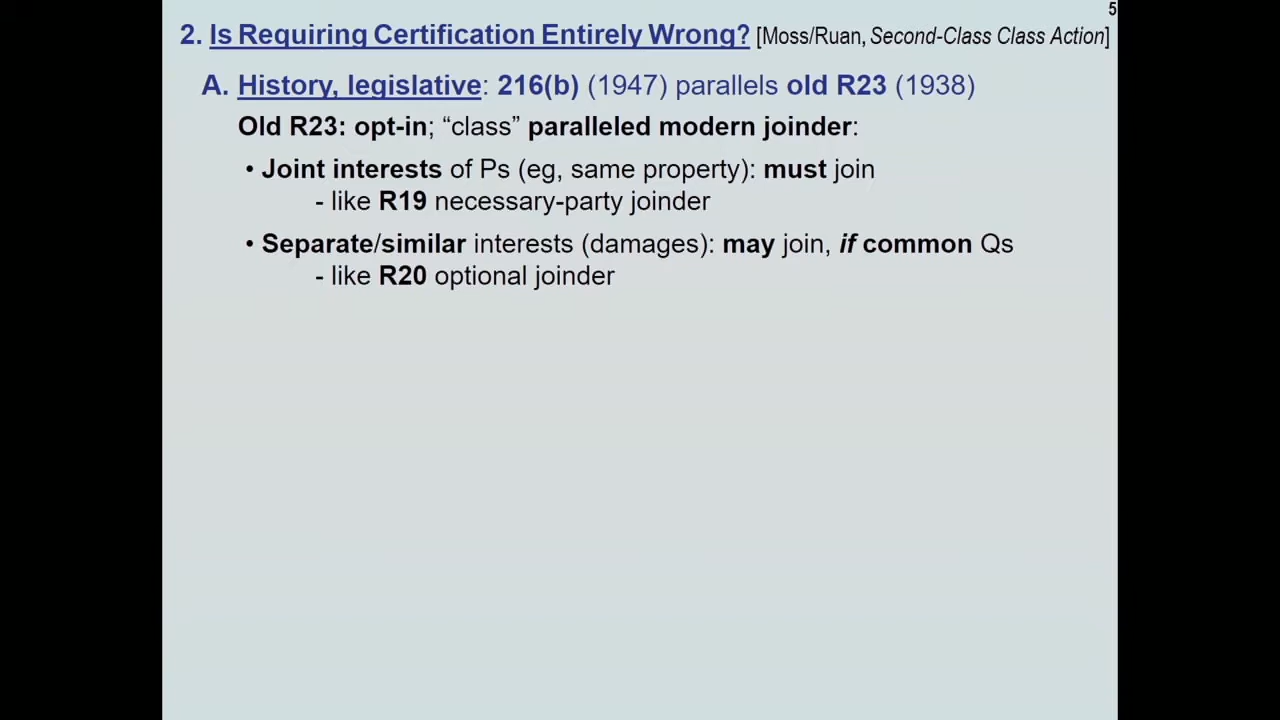 5
2. Is Requiring Certification Entirely Wrong? [Moss/Ruan, Second-Class Class Action]
A. History, legislative: 216(b) (1947) parallels old R23 (1938)
Old R23: opt-in; “class” paralleled modern joinder:
• Joint interests of Ps (eg, same property): must join
- like R19 necessary-party joinder
• Separate/similar interests (damages): may join, if common Qs
- like R20 optional joinder